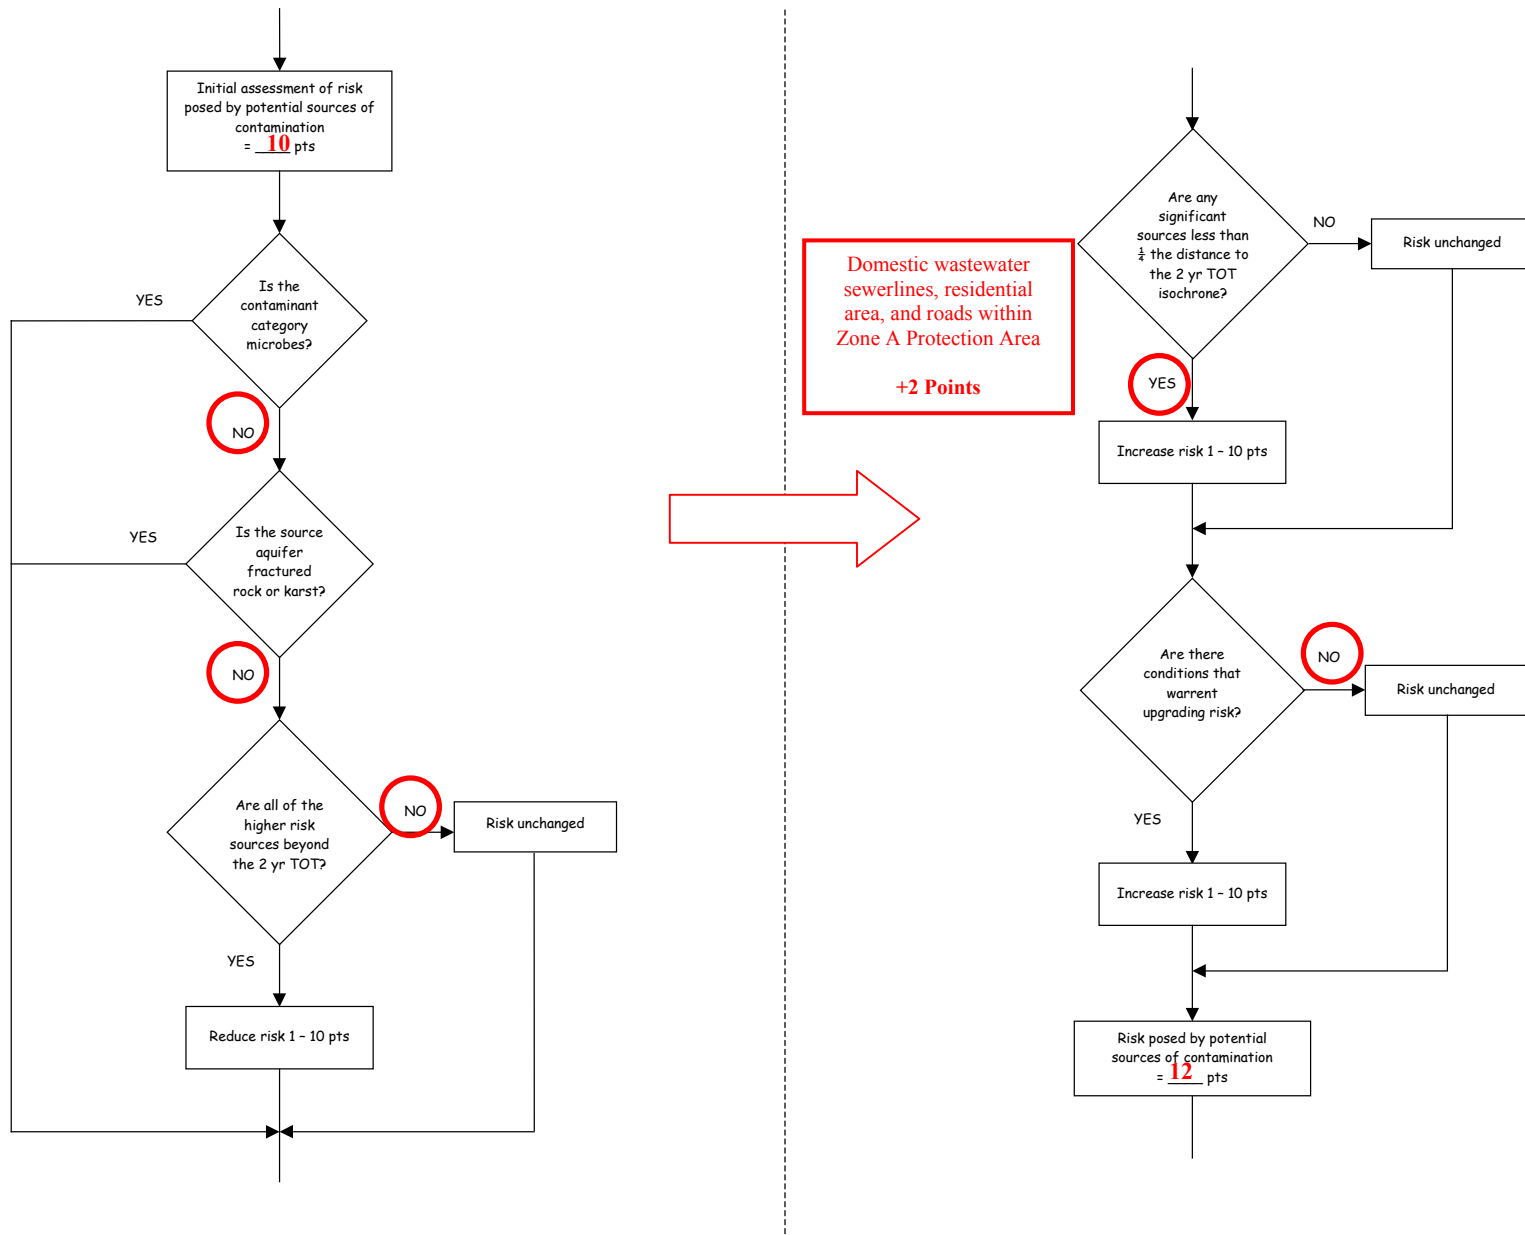 Initial assessment of risk
posed by potential sources of
contamination
= 10 pts
Is the
contaminant
category
microbes?
YES
NO
Is the source
aquifer
fractured
rock or karst?
YES
NO
Are all of the
higher risk
sources beyond
the 2 yr TOT?
NO
Risk unchanged
YES
Reduce risk 1 – 10 pts
Are any
significant
sources less than
¼ the distance to
the 2 yr TOT
isochrone?
NO
Risk unchanged
Domestic wastewater
sewerlines, residential
area, and roads within
Zone A Protection Area
+2 Points
YES
Increase risk 1 – 10 pts
Are there
conditions that
warrent
upgrading risk?
NO
Risk unchanged
YES
Increase risk 1 – 10 pts
Risk posed by potential
sources of contamination
= 12 pts